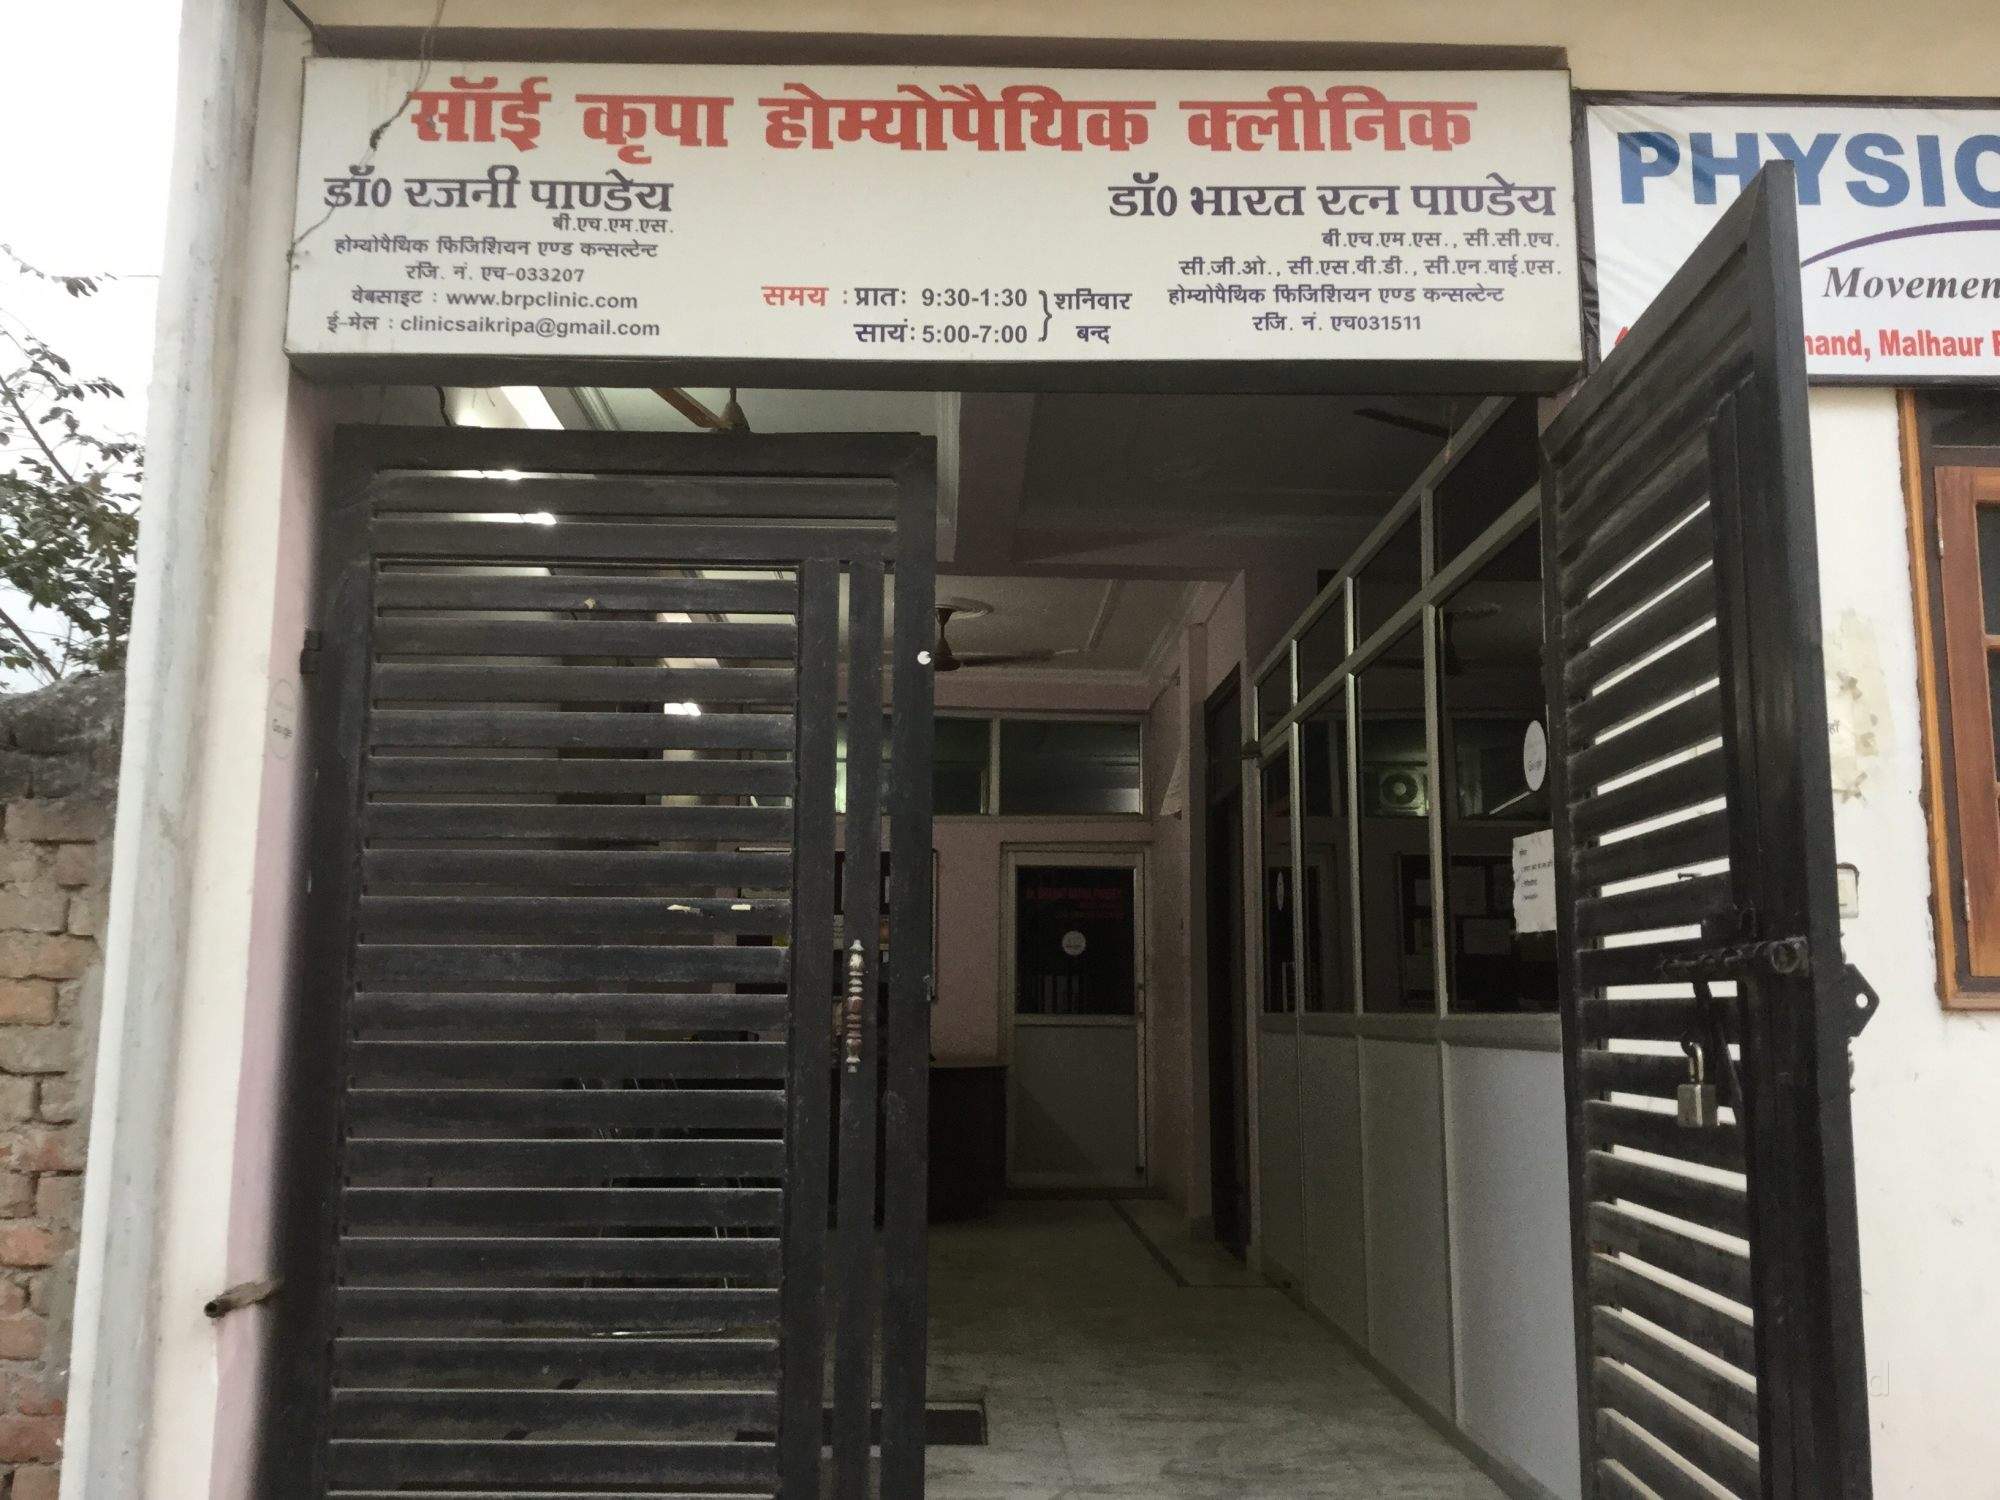 सॉई कृपा होम्योपैथिक क्लीनिक
डॉ0 रजनी पाण्डेय
बी.एच.एम.एस.
होम्योपैथिक फिजिशियन एण्ड कन्सल्टेन्ट
रजि. नं. एच-033207
वेबसाइट : www.brpclinic.com
ई-मेल : clinicsaikripa@gmail.com
समय : प्रातः 9:30-1:30 } शनिवार
सायं: 5:00-7:00 बन्द
डॉ0 भारत रत्न पाण्डेय
बी.एच.एम.एस., सी.सी.एच.
सी.जी.ओ., सी.एस.वी.डी., सी.एन.वाई.एस.
होम्योपैथिक फिजिशियन एण्ड कन्सल्टेन्ट
रजि. नं. एच031511
PHYSIO
Movemen
hand, Malhaur
Google
Google